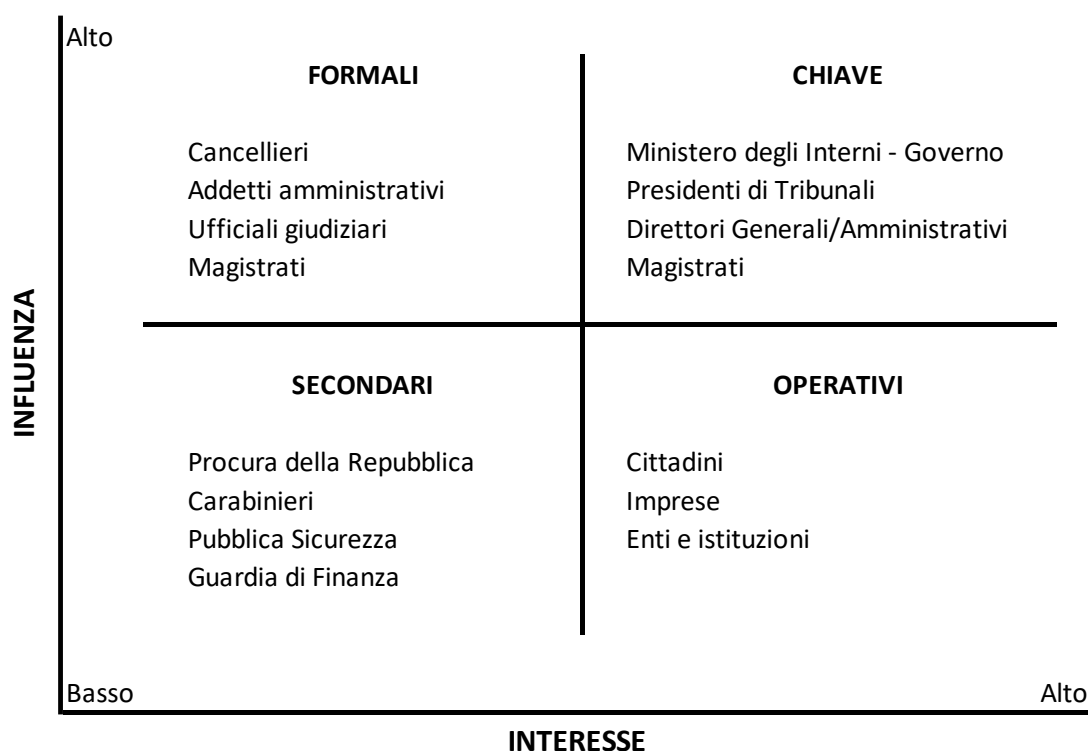 Alto
FORMALI
Cancellieri
Addetti amministrativi
Ufficiali giudiziari
Magistrati
CHIAVE
Ministero degli Interni - Governo
Presidenti di Tribunali
Direttori Generali/Amministrativi
Magistrati
INFLUENZA
SECONDARI
Procura della Repubblica
Carabinieri
Pubblica Sicurezza
Guardia di Finanza
OPERATIVI
Cittadini
Imprese
Enti e istituzioni
Basso
Alto
INTERESSE